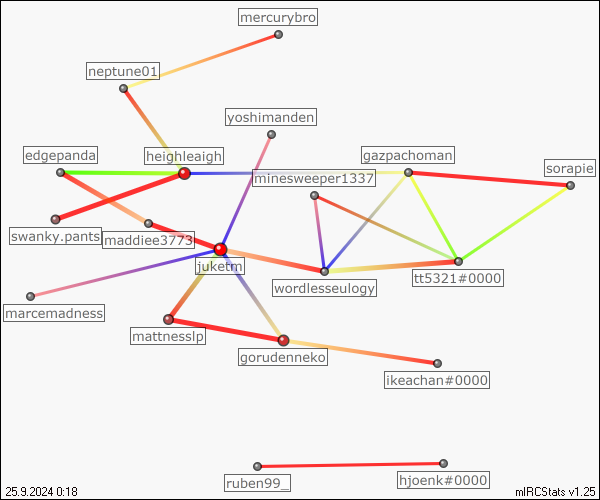 mercurybro
neptune01
yoshimanden
edgepanda
heighleaigh
gazpachoman
sorapie
minesweeper1337
swanky.pants
maddiee3773
juketm
wordlesseulogy
tt5321#0000
marcemadness
mattnesslp
gorudenneko
ikeachan#0000
ruben99_
hjoenk#0000
25.9.2024 0:18
mIRCStats v1.25